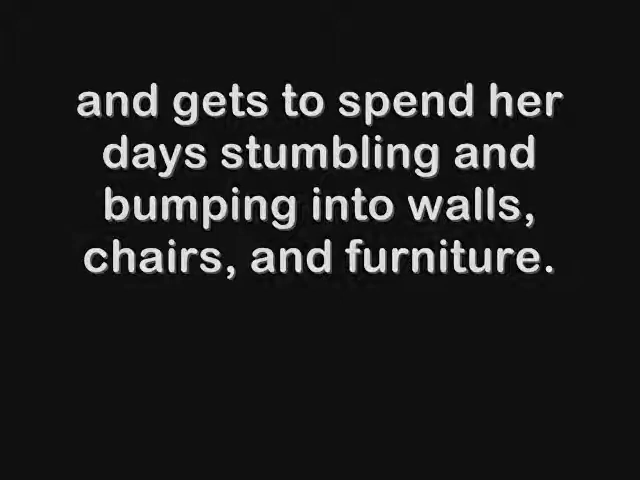 and gets to spend her
days stumbling and
bumping into walls,
chairs, and furniture.